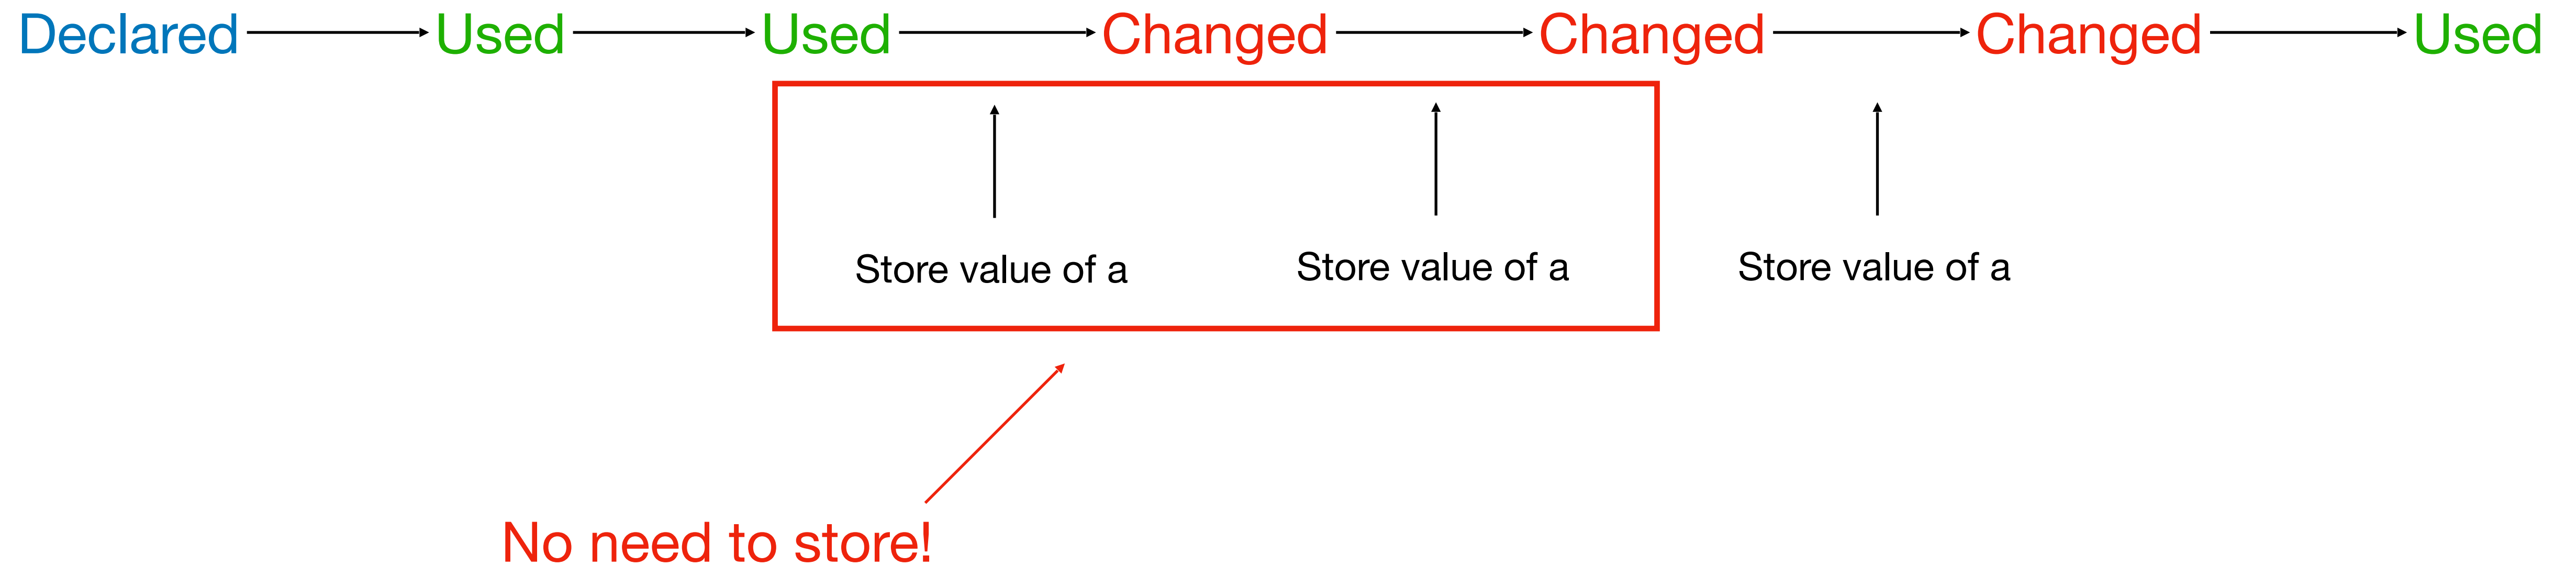 Declared Used Used Changed Changed Changed Used
Store value of a Store value of a Store value of a
No need to store!